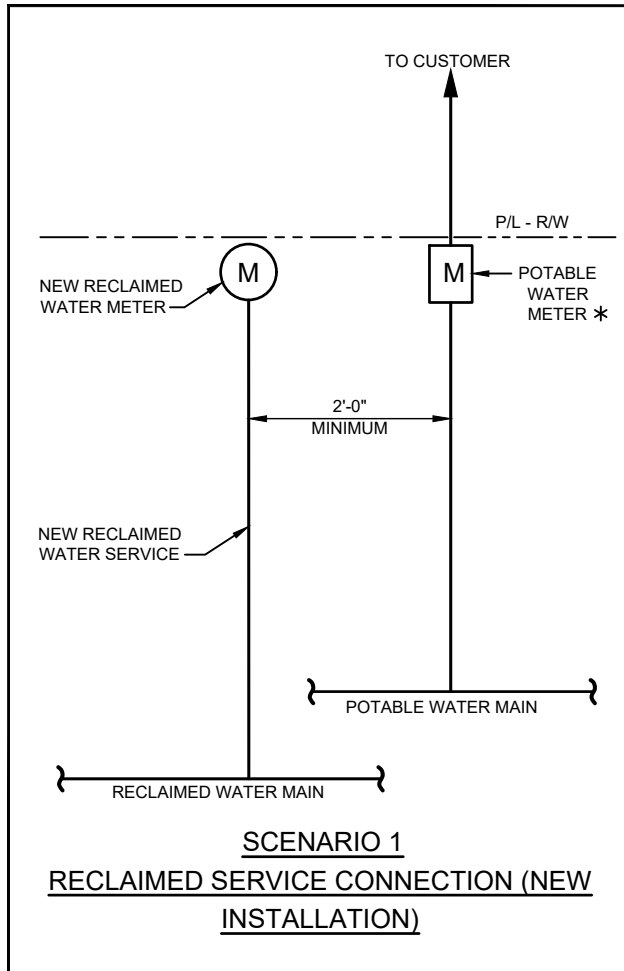 TO CUSTOMER
P/L - R/W
M
M
NEW RECLAIMED
WATER METER
POTABLE
WATER
METER *
2'-0"
MINIMUM
NEW RECLAIMED
WATER SERVICE
POTABLE WATER MAIN
RECLAIMED WATER MAIN
SCENARIO 1
RECLAIMED SERVICE CONNECTION (NEW
INSTALLATION)